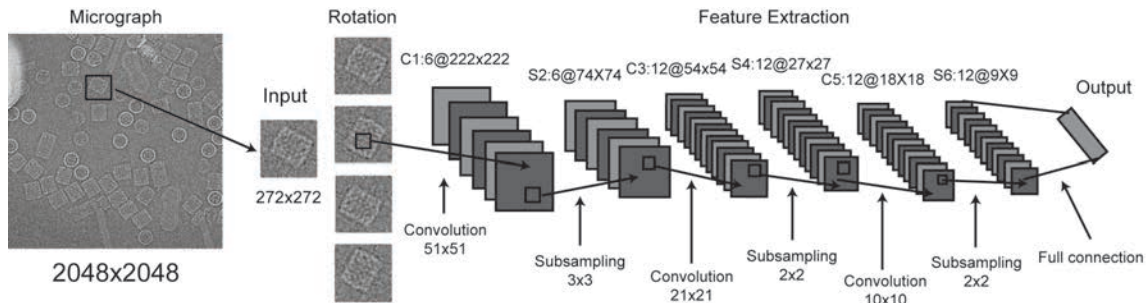 Micrograph
Rotation
Feature Extraction
C1:6@222x222
S2:6@74X74
C3:12@54x54
S4:12@27x27
C5:12@18X18
S6:12@9X9
Input
Output
272x272
2048x2048
Convolution
51x51
Subsampling
3x3
Convolution
21x21
Subsampling
2x2
Convolution
10x10
Subsampling
2x2
Full connection